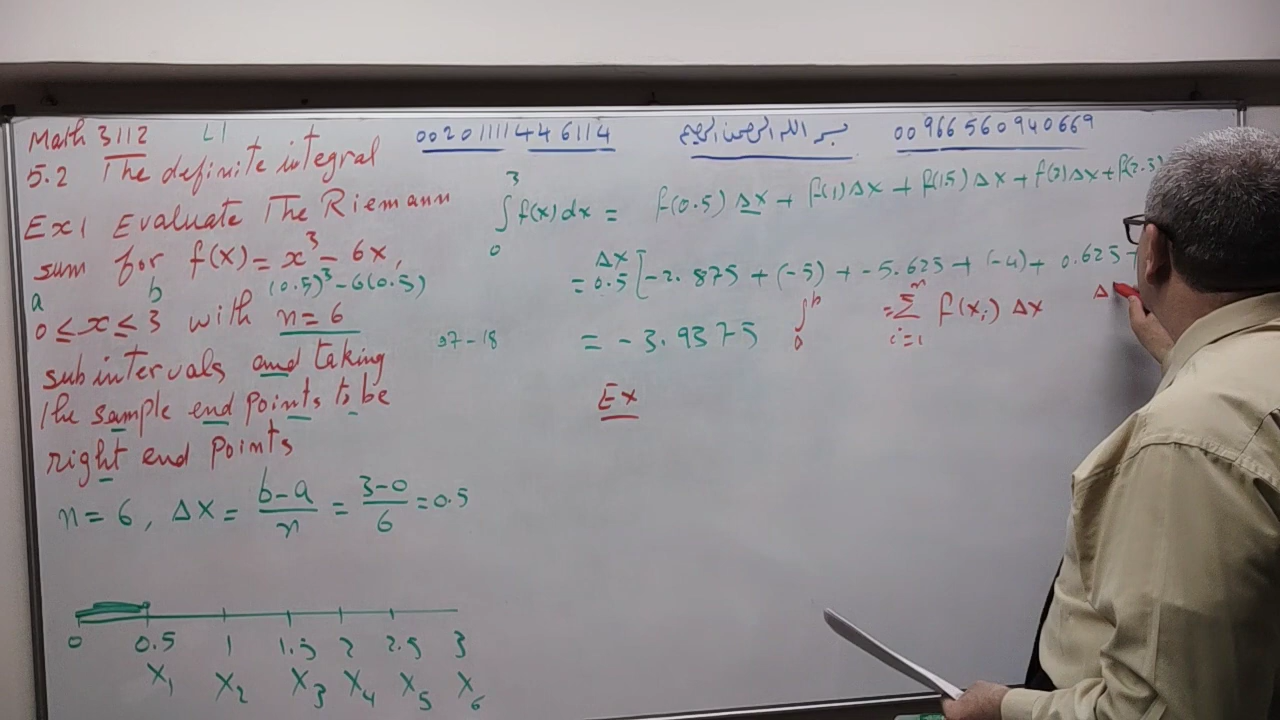 Math 3112 L1
00201111446114 بسم الله الرحمن الرحيم 00966560940669
5.2 The definite integral
Ex1 Evaluate The Riemann
sum for f(x) = x³ - 6x,
(0.5)³ - 6(0.5)
a b
0 ≤ x ≤ 3 with n = 6
subintervals and taking
the sample end points to be
right end points
n = 6, Δx = (b-a)/n = (3-0)/6 = 0.5
0 0.5 1 1.5 2 2.5 3
x₁ x₂ x₃ x₄ x₅ x₆
∫₀³ f(x) dx = f(0.5) Δx + f(1) Δx + f(1.5) Δx + f(2) Δx + f(2.5)
Δx
= 0.5 [-2.875 + (-5) + -5.625 + (-4) + 0.625 +
= -3.9375
∫ₐᵇ = Σᵢ₌₁ⁿ f(xᵢ) Δx Δ
Ex